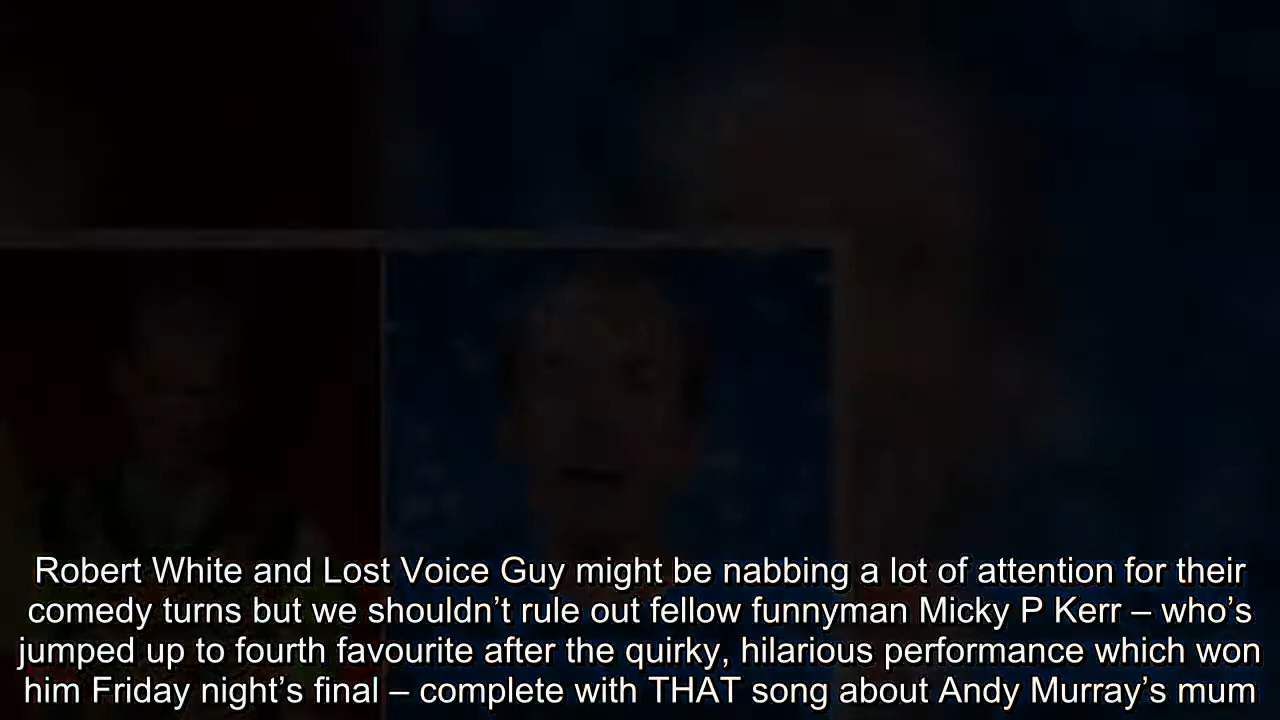 Robert White and Lost Voice Guy might be nabbing a lot of attention for their
comedy turns but we shouldn’t rule out fellow funnyman Micky P Kerr – who’s
jumped up to fourth favourite after the quirky, hilarious performance which won
him Friday night’s final – complete with THAT song about Andy Murray’s mum